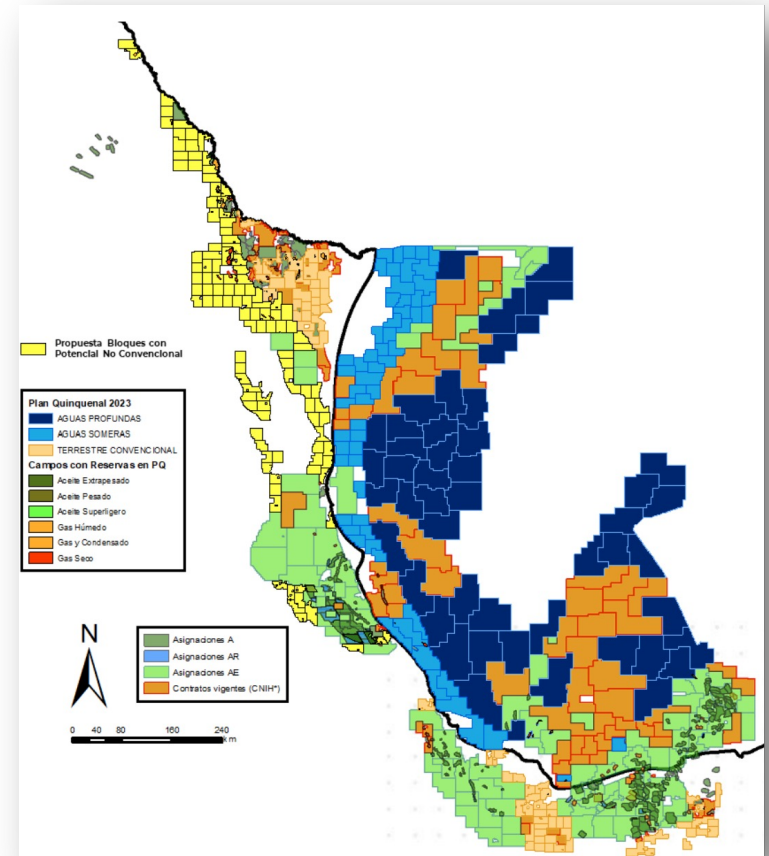 Propuesta Bloques con
Potencial No Convencional
Plan Quinquenal 2023
AGUAS PROFUNDAS
AGUAS SOMERAS
TERRESTRE CONVENCIONAL
Campos con Reservas en PQ
Aceite Extrapesado
Aceite Pesado
Aceite Superligero
Gas Húmedo
Gas y Condensado
Gas Seco
N
Asignaciones A
Asignaciones AR
Asignaciones AE
Contratos vigentes (CNIH*)
0 40 80 160 240
km